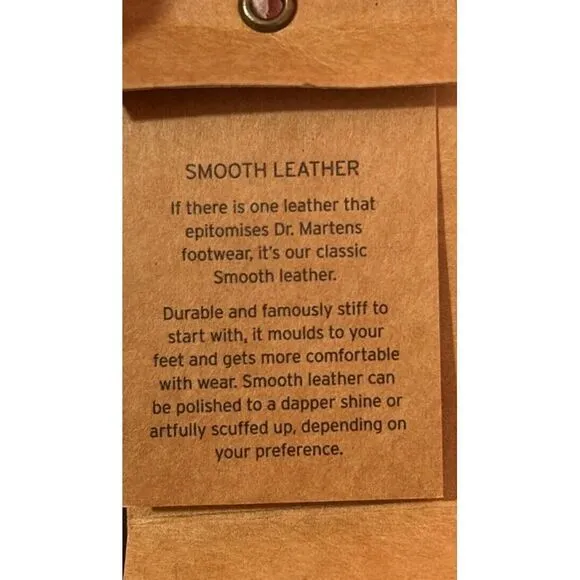 SMOOTH LEATHER
If there is one leather that
epitomises Dr. Martens
footwear, it's our classic
Smooth leather.
Durable and famously stiff to
start with, it moulds to your
feet and gets more comfortable
with wear. Smooth leather can
be polished to a dapper shine or
artfully scuffed up, depending on
your preference.